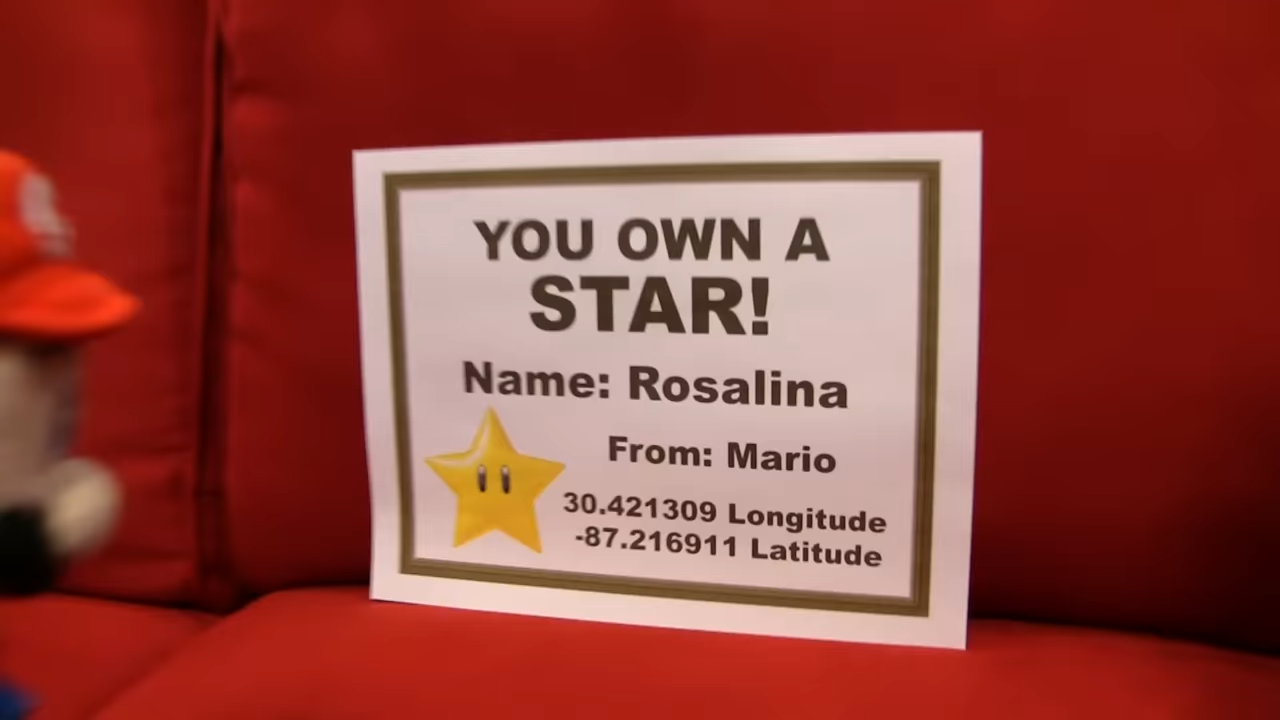 YOU OWN A
STAR!
Name: Rosalina
From: Mario
30.421309 Longitude
-87.216911 Latitude